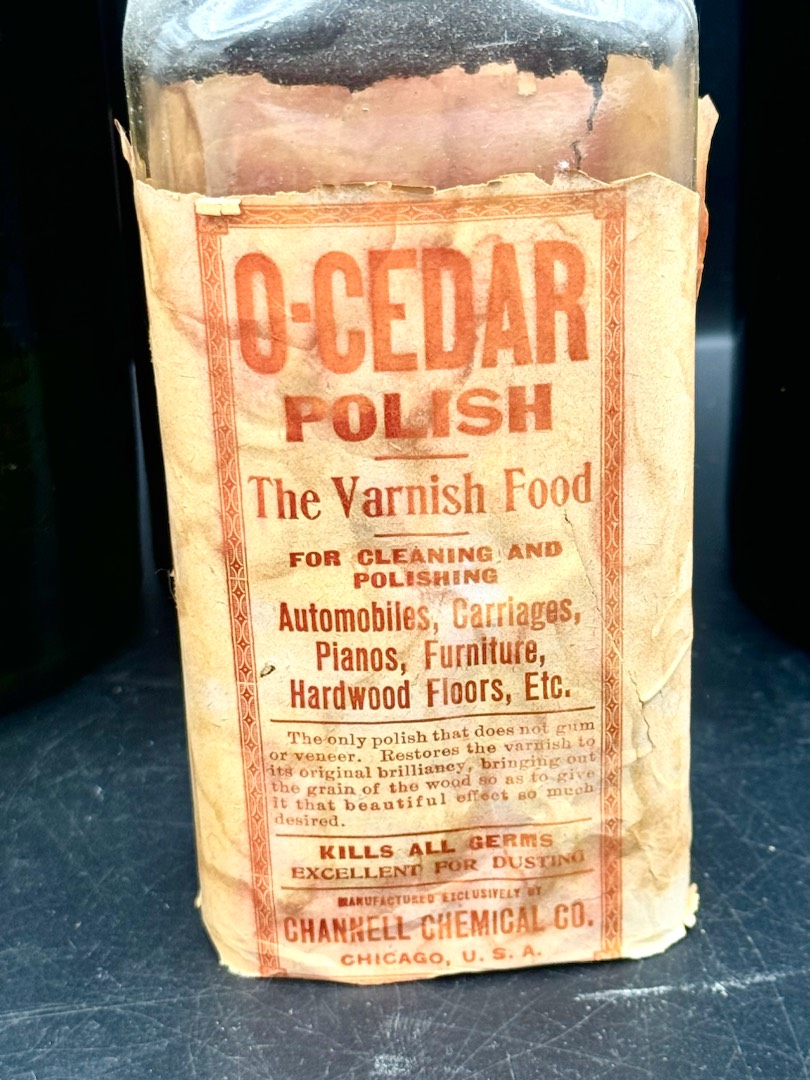 O-CEDAR
POLISH
The Varnish Food
FOR CLEANING AND
POLISHING
Automobiles, Carriages,
Pianos, Furniture,
Hardwood Floors, Etc.
The only polish that does not gum
or veneer. Restores the varnish to
its original brilliancy, bringing out
the grain of the wood so as to give
it that beautiful effect so much
desired.
KILLS ALL GERMS
EXCELLENT FOR DUSTING
MANUFACTURED EXCLUSIVELY BY
CHANNELL CHEMICAL CO.
CHICAGO, U. S. A.